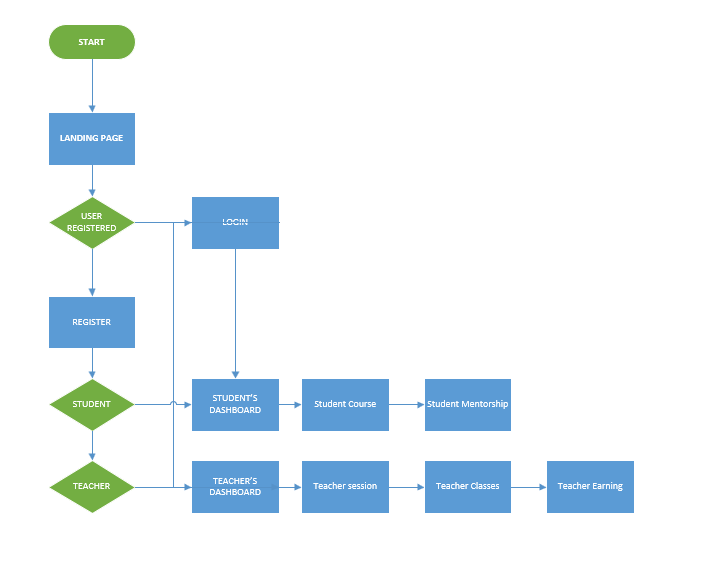 START
LANDING PAGE
USER
REGISTERED
LOGIN
REGISTER
STUDENT
STUDENT'S
DASHBOARD
Student Course
Student Mentorship
TEACHER
TEACHER'S
DASHBOARD
Teacher session
Teacher Classes
Teacher Earning